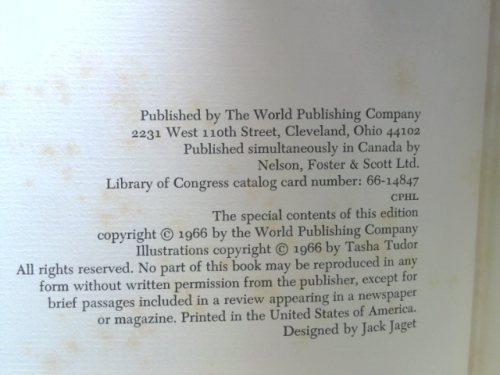 Published by The World Publishing Company
2231 West 110th Street, Cleveland, Ohio 44102
Published simultaneously in Canada by
Nelson, Foster & Scott Ltd.
Library of Congress catalog card number: 66-14847
CPHL
The special contents of this edition
copyright © 1966 by the World Publishing Company
Illustrations copyright © 1966 by Tasha Tudor
All rights reserved. No part of this book may be reproduced in any
form without written permission from the publisher, except for
brief passages included in a review appearing in a newspaper
or magazine. Printed in the United States of America.
Designed by Jack Jaget